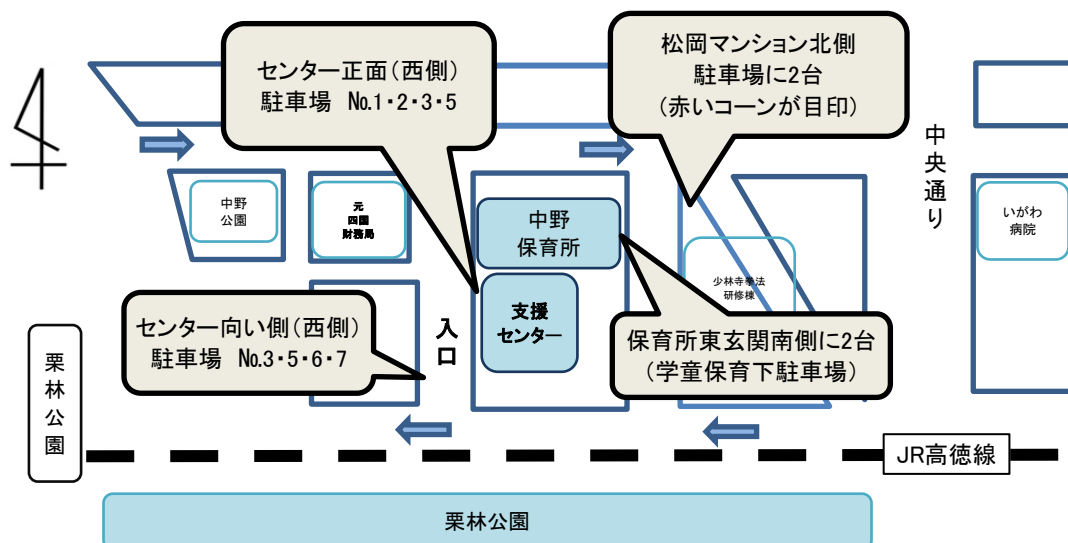 センター正面(西側)
駐車場 No.1・2・3・5
松岡マンション北側
駐車場に2台
(赤いコーンが目印)
中央通り
中野
公園
元
四国
財務局
中野
保育所
いがわ
病院
少林寺拳法
研修棟
支援
センター
入口
センター向い側(西側)
駐車場 No.3・5・6・7
保育所東玄関南側に2台
(学童保育下駐車場)
栗林公園
JR高徳線
栗林公園